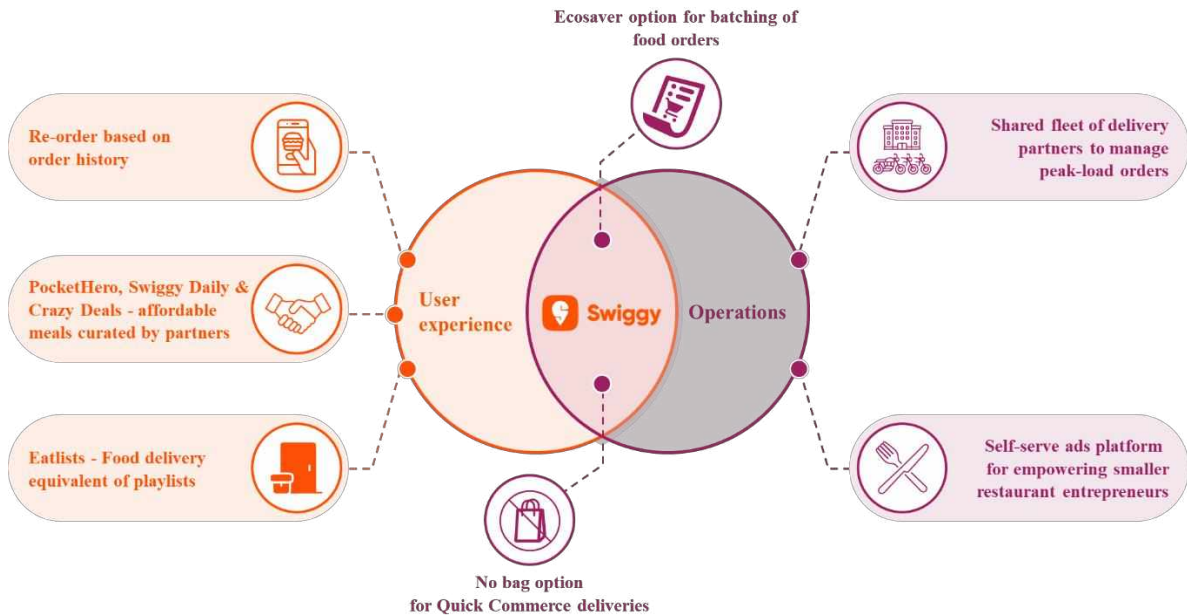 Ecosaver option for batching of
food orders
Re-order based on
order history
Shared fleet of delivery
partners to manage
peak-load orders
PocketHero, Swiggy Daily &
Crazy Deals - affordable
meals curated by partners
User
experience
Swiggy
Operations
Eatlists - Food delivery
equivalent of playlists
Self-serve ads platform
for empowering smaller
restaurant entrepreneurs
No bag option
for Quick Commerce deliveries